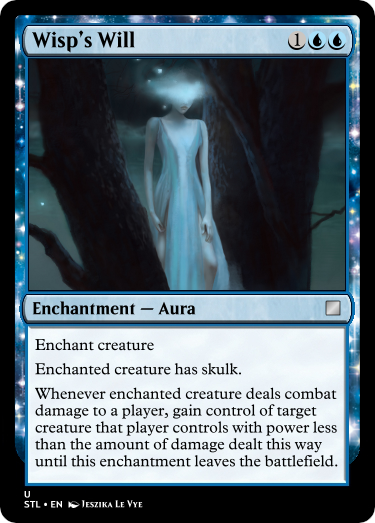 Wisp's Will 1
Enchantment — Aura
Enchant creature
Enchanted creature has skulk.
Whenever enchanted creature deals combat
damage to a player, gain control of target
creature that player controls with power less
than the amount of damage dealt this way
until this enchantment leaves the battlefield.
U
STL • EN Jeszika Le Vye